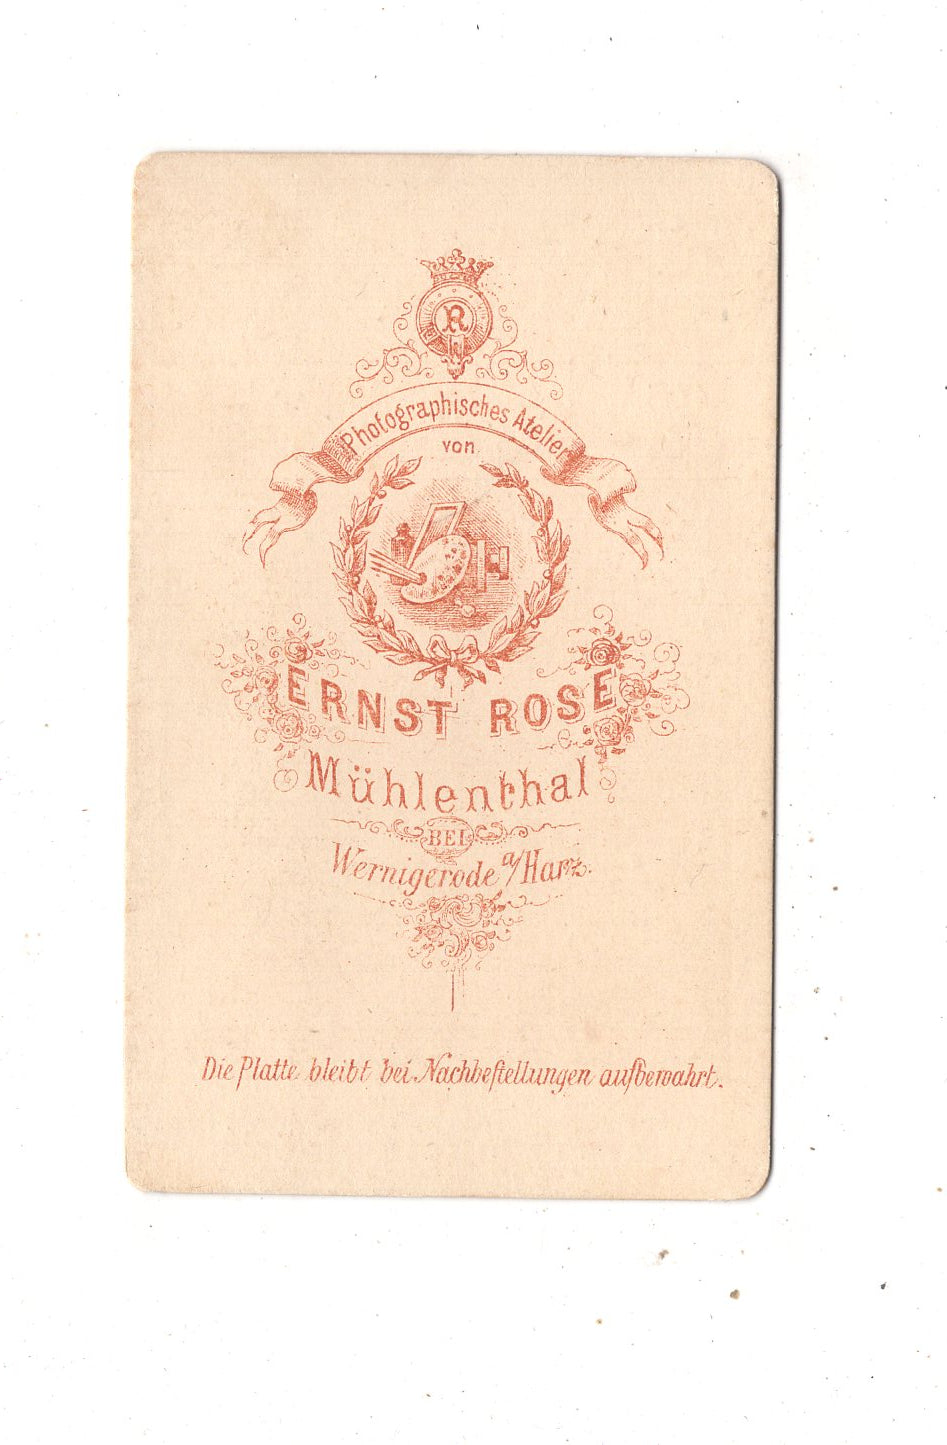 R
Photographisches Atelier
von
ERNST ROSE
Mühlenthal
BEI
Wernigerode a/Harz.
Die Platte bleibt bei Nachbeſtellungen aufbewahrt.